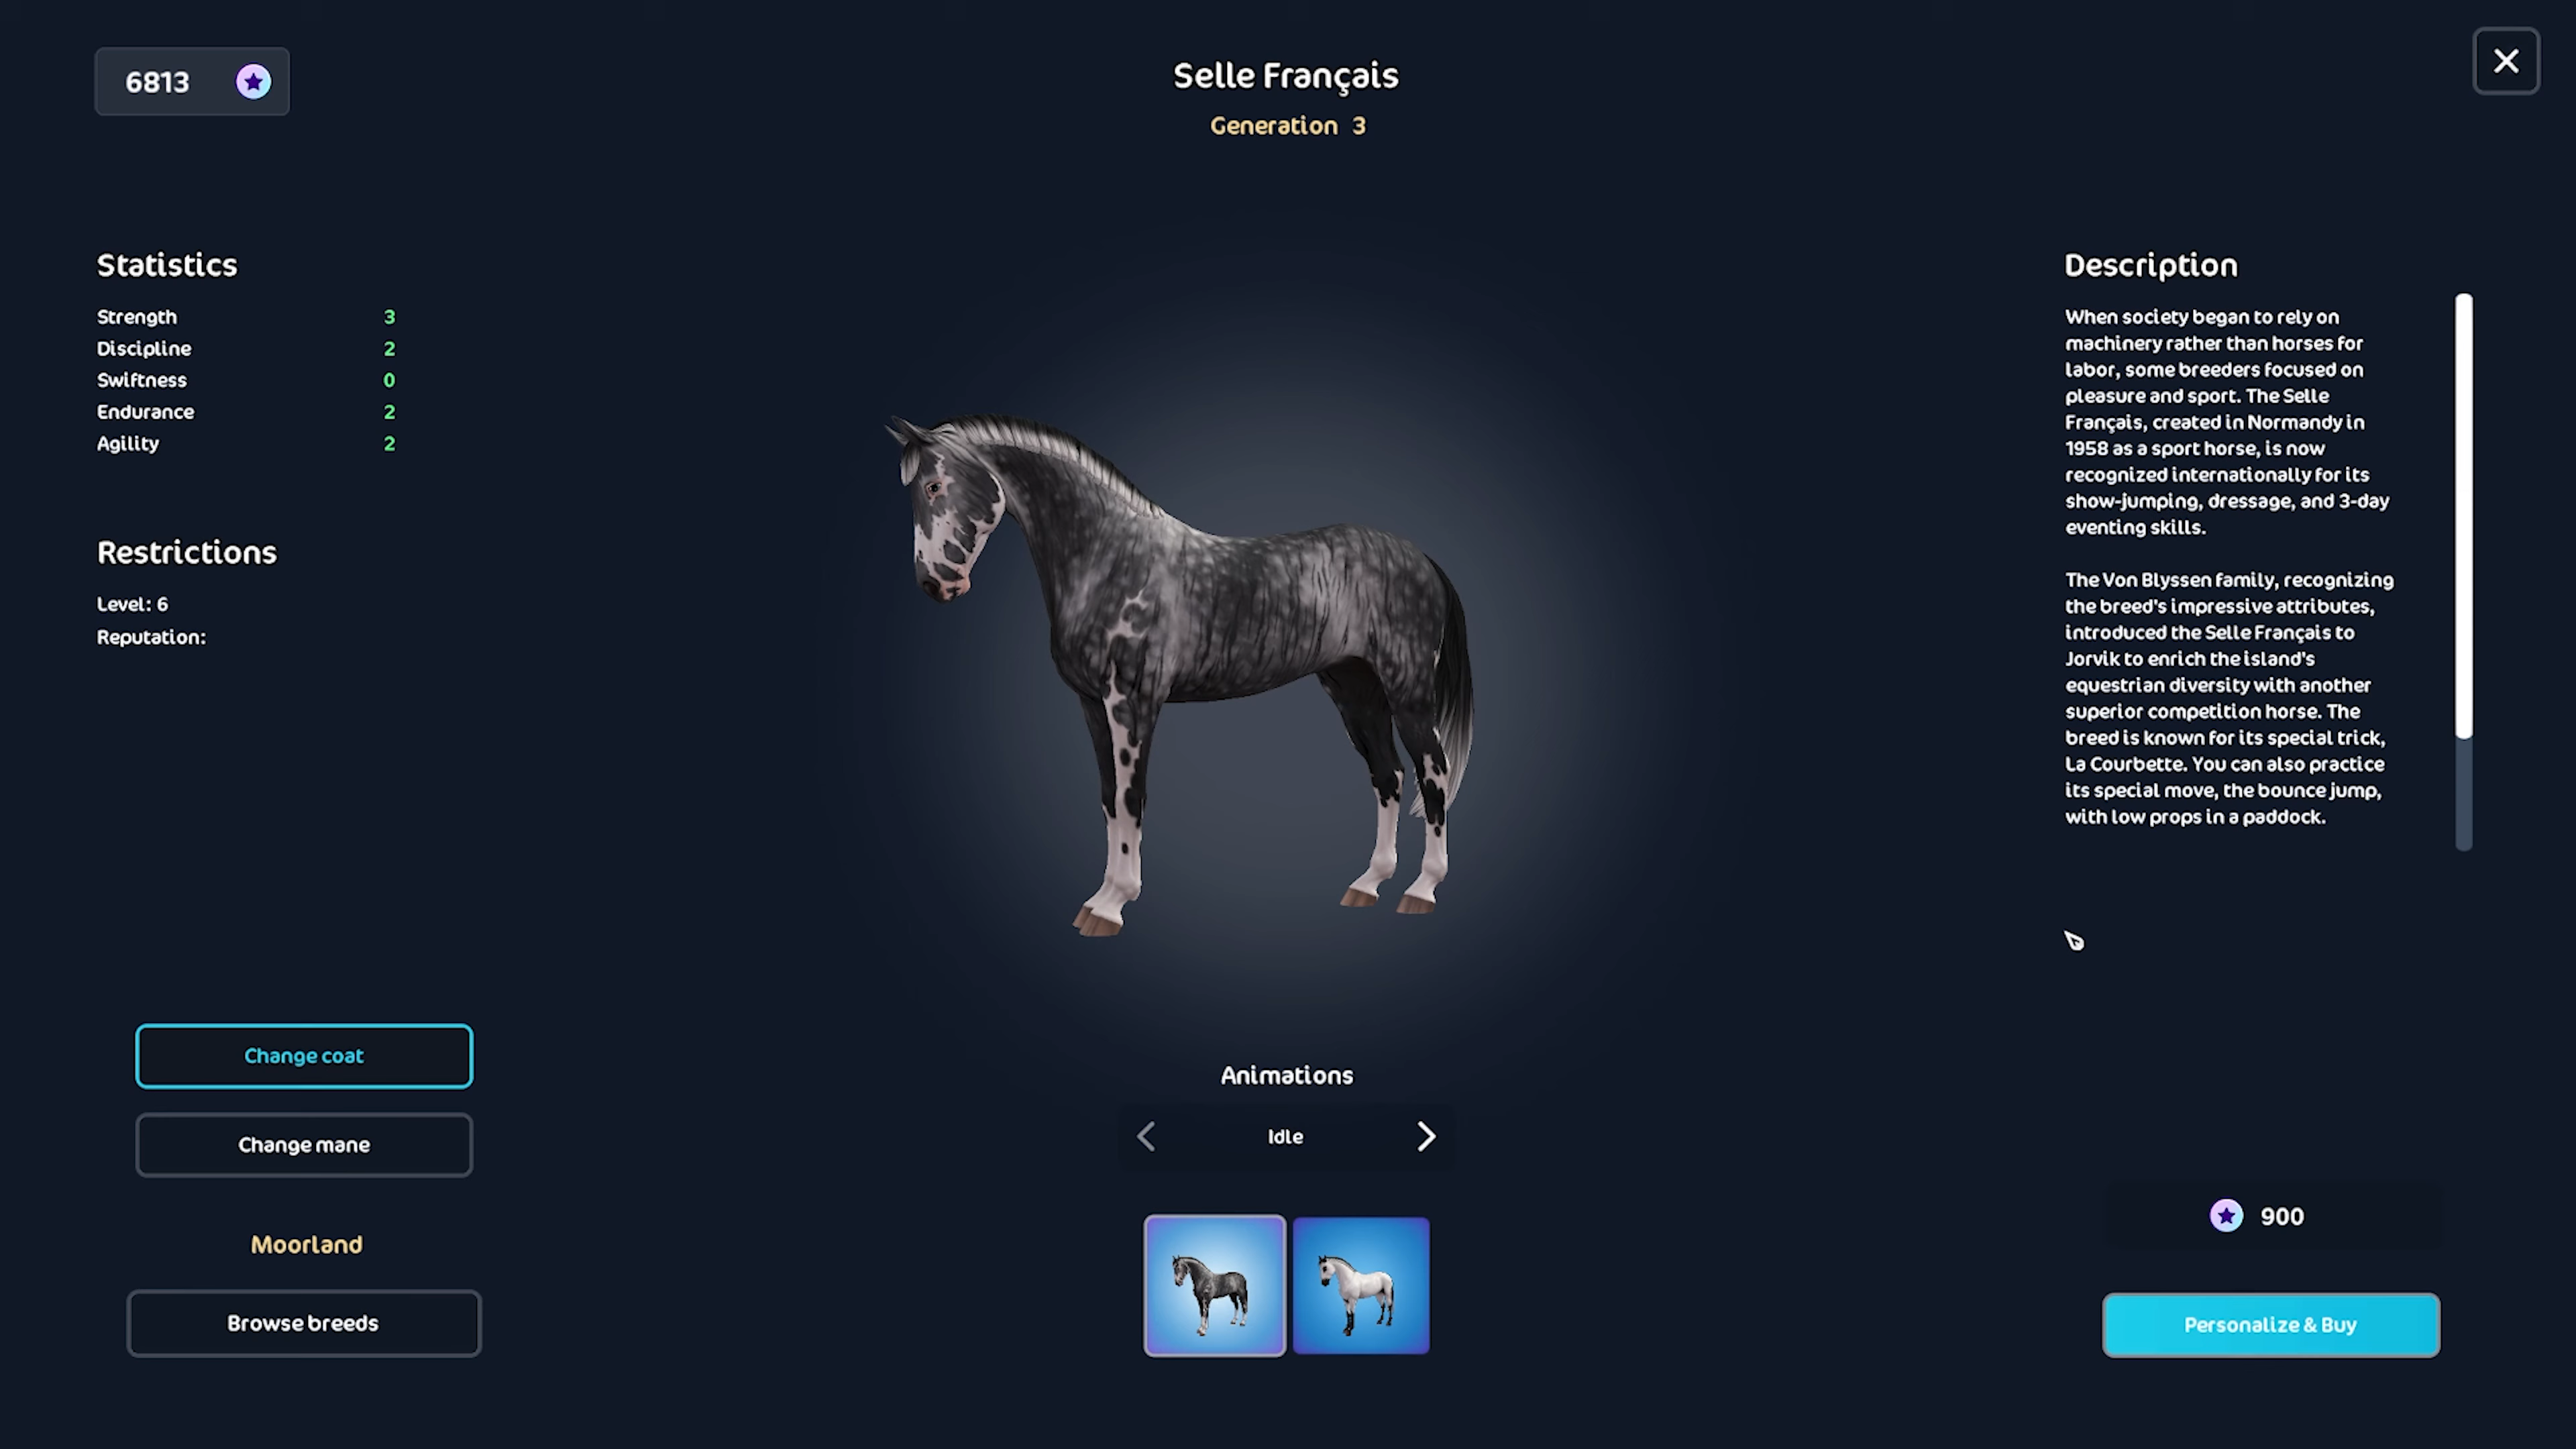 6813
Selle Français
Generation 3
Statistics
Strength 3
Discipline 2
Swiftness 0
Endurance 2
Agility 2
Restrictions
Level: 6
Reputation:
Description
When society began to rely on
machinery rather than horses for
labor, some breeders focused on
pleasure and sport. The Selle
Français, created in Normandy in
1958 as a sport horse, is now
recognized internationally for its
show-jumping, dressage, and 3-day
eventing skills.
The Von Blyssen family, recognizing
the breed's impressive attributes,
introduced the Selle Français to
Jorvik to enrich the island's
equestrian diversity with another
superior competition horse. The
breed is known for its special trick,
La Courbette. You can also practice
its special move, the bounce jump,
with low props in a paddock.
Change coat
Change mane
Moorland
Browse breeds
Animations
Idle
900
Personalize & Buy